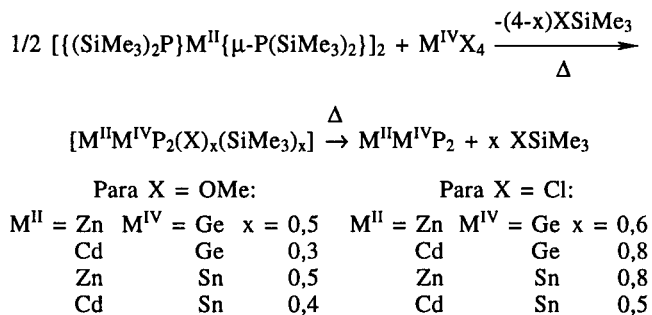 1/2 [{(SiMe₃)₂P}Mᴵᴵ{μ-P(SiMe₃)₂}]₂ + MᴵⱽX₄ -(4-x)XSiMe₃ Δ
[MᴵᴵMᴵⱽP₂(X)ₓ(SiMe₃)ₓ] Δ → MᴵᴵMᴵⱽP₂ + x XSiMe₃
Para X = OMe: Para X = Cl:
Mᴵᴵ = Zn Mᴵⱽ = Ge x = 0,5 Mᴵᴵ = Zn Mᴵⱽ = Ge x = 0,6
Cd Ge 0,3 Cd Ge 0,8
Zn Sn 0,5 Zn Sn 0,8
Cd Sn 0,4 Cd Sn 0,5